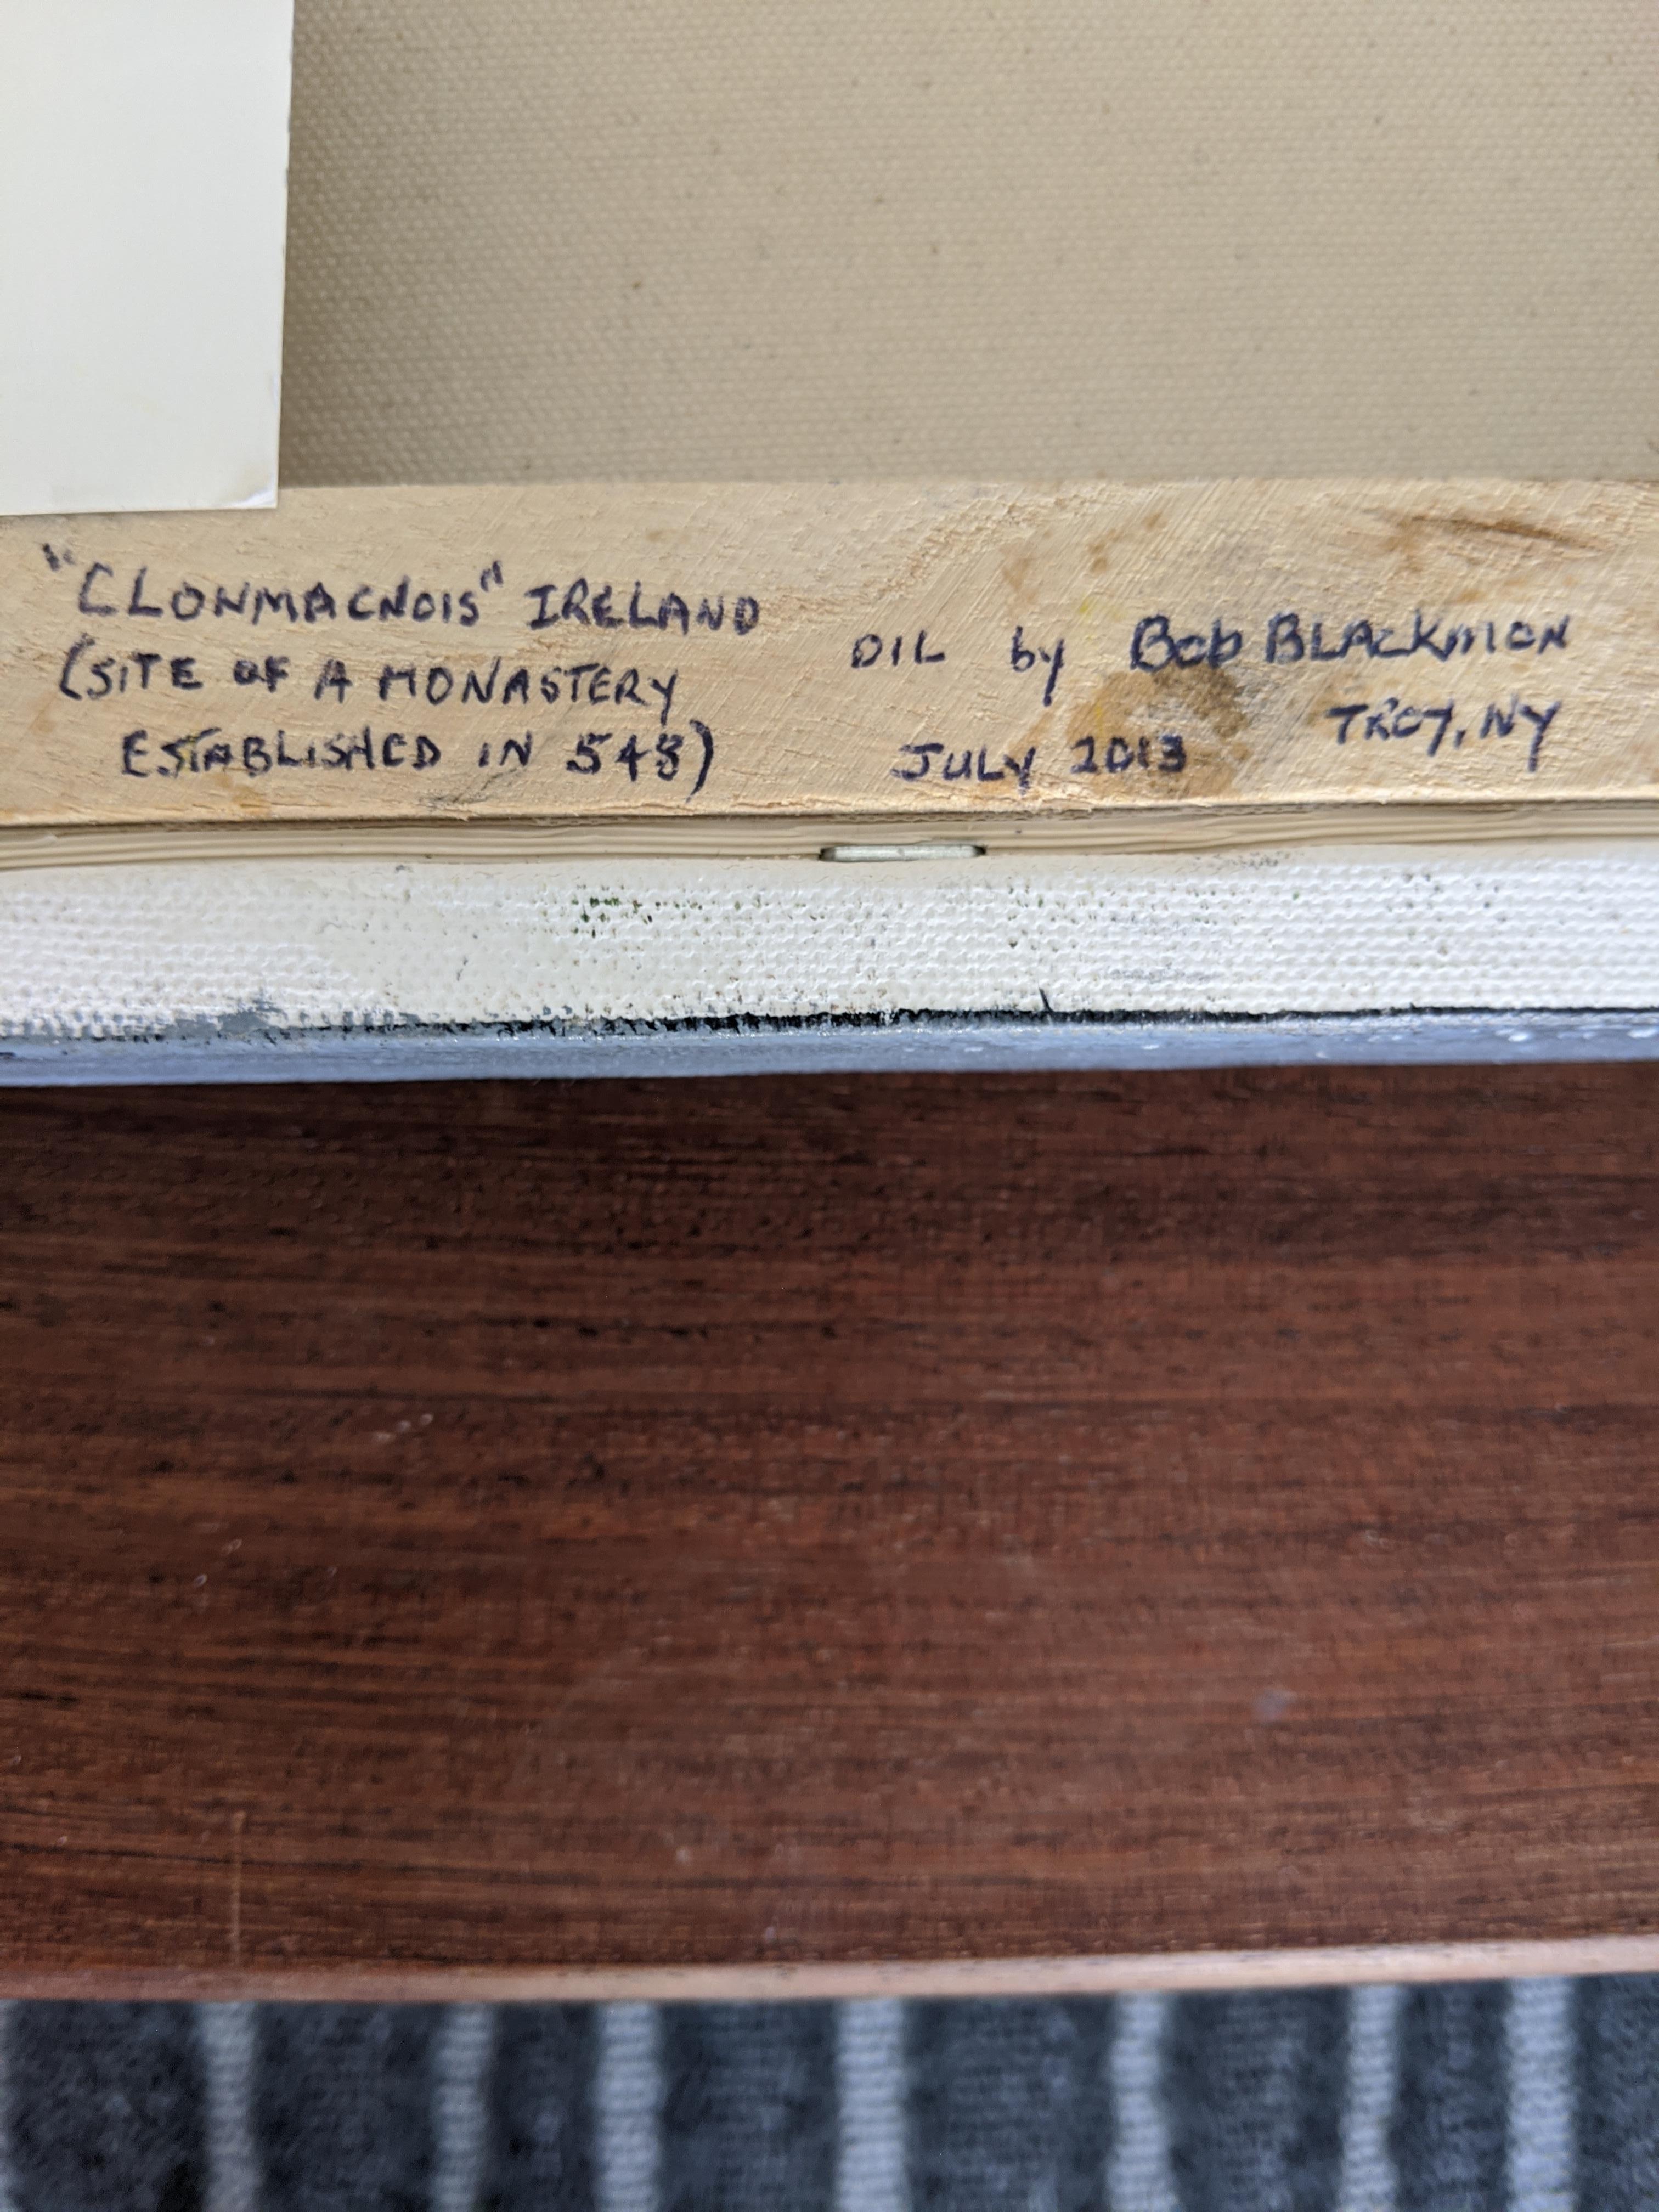 "CLONMACNOIS" IRELAND
(SITE OF A MONASTERY
ESTABLISHED IN 548)
OIL by Bob BLACKMON
TROY, NY
JULY 2013